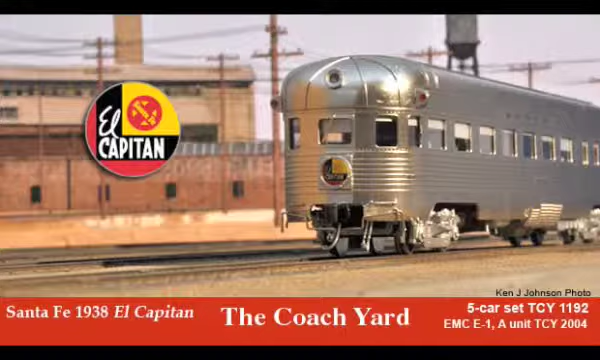 El
CAPITAN
Ken J Johnson Photo
Santa Fe 1938 El Capitan
The Coach Yard
5-car set TCY 1192
EMC E-1, A unit TCY 2004